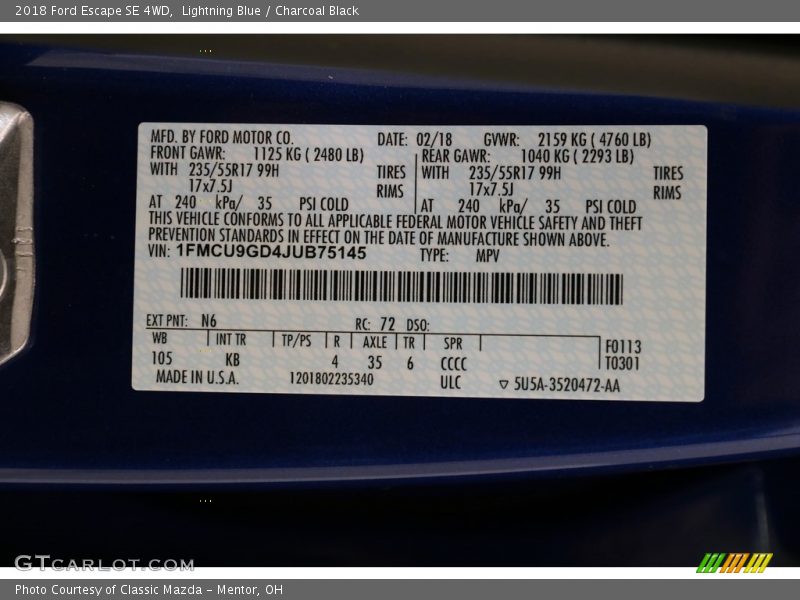 2018 Ford Escape SE 4WD,  Lightning Blue / Charcoal Black
MFD. BY FORD MOTOR CO. DATE: 02/18 GVWR: 2159 KG ( 4760 LB)
FRONT GAWR: 1125 KG ( 2480 LB) REAR GAWR: 1040 KG ( 2293 LB)
WITH 235/55R17 99H TIRES WITH 235/55R17 99H TIRES
17x7.5J RIMS 17x7.5J RIMS
AT 240 kPa/ 35 PSI COLD AT 240 kPa/ 35 PSI COLD
THIS VEHICLE CONFORMS TO ALL APPLICABLE FEDERAL MOTOR VEHICLE SAFETY AND THEFT
PREVENTION STANDARDS IN EFFECT ON THE DATE OF MANUFACTURE SHOWN ABOVE.
VIN: 1FMCU9GD4JUB75145 TYPE: MPV
EXT PNT: N6 RC: 72 DSO:
WB INT TR TP/PS R AXLE TR SPR F0113
105 KB 4 35 6 CCCC T0301
MADE IN U.S.A. 1201802235340 ULC ▽ 5U5A-3520472-AA
GTCARLOT.COM
Photo Courtesy of Classic Mazda - Mentor, OH